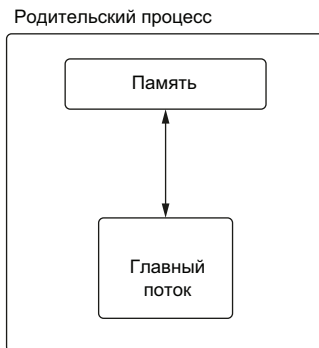 Родительский процесс
Память
Главный
поток